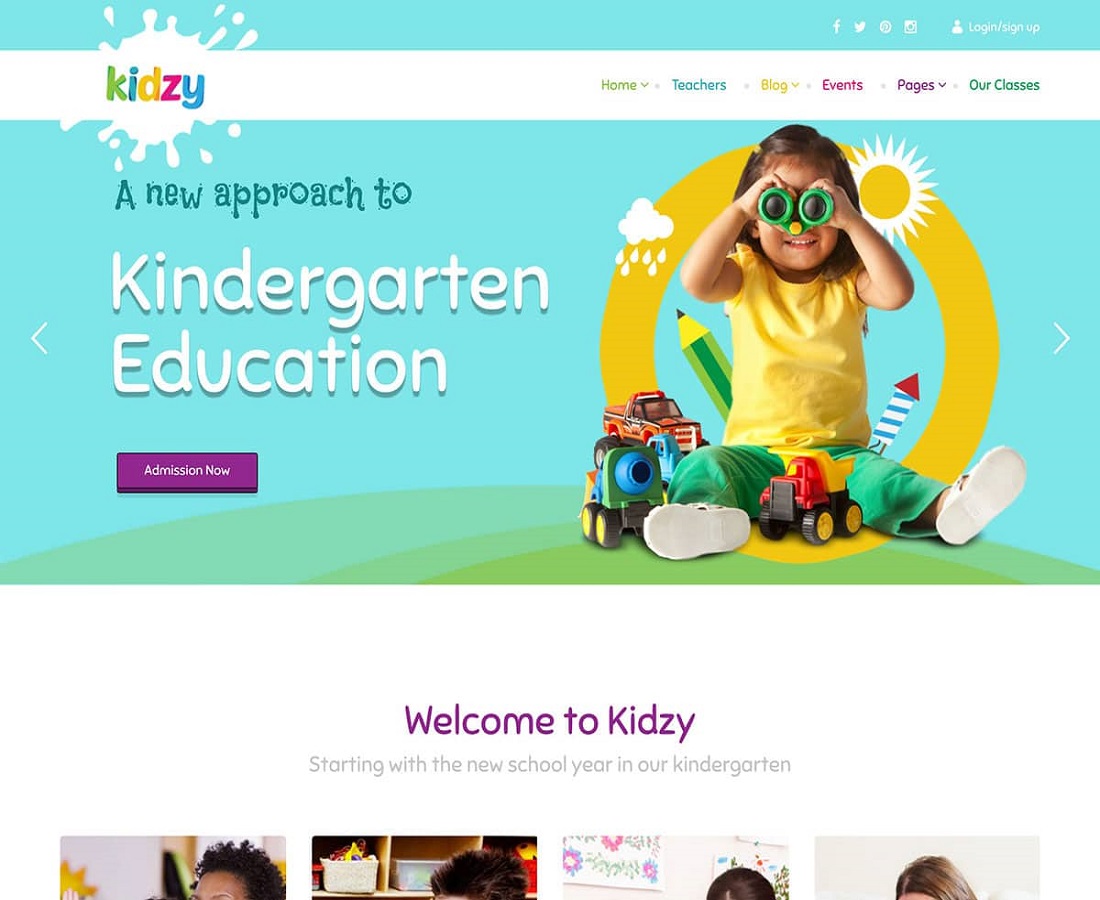 Login/sign up
kidzy
Home Teachers Blog Events Pages Our Classes
A new approach to
Kindergarten
Education
Admission Now
Welcome to Kidzy
Starting with the new school year in our kindergarten